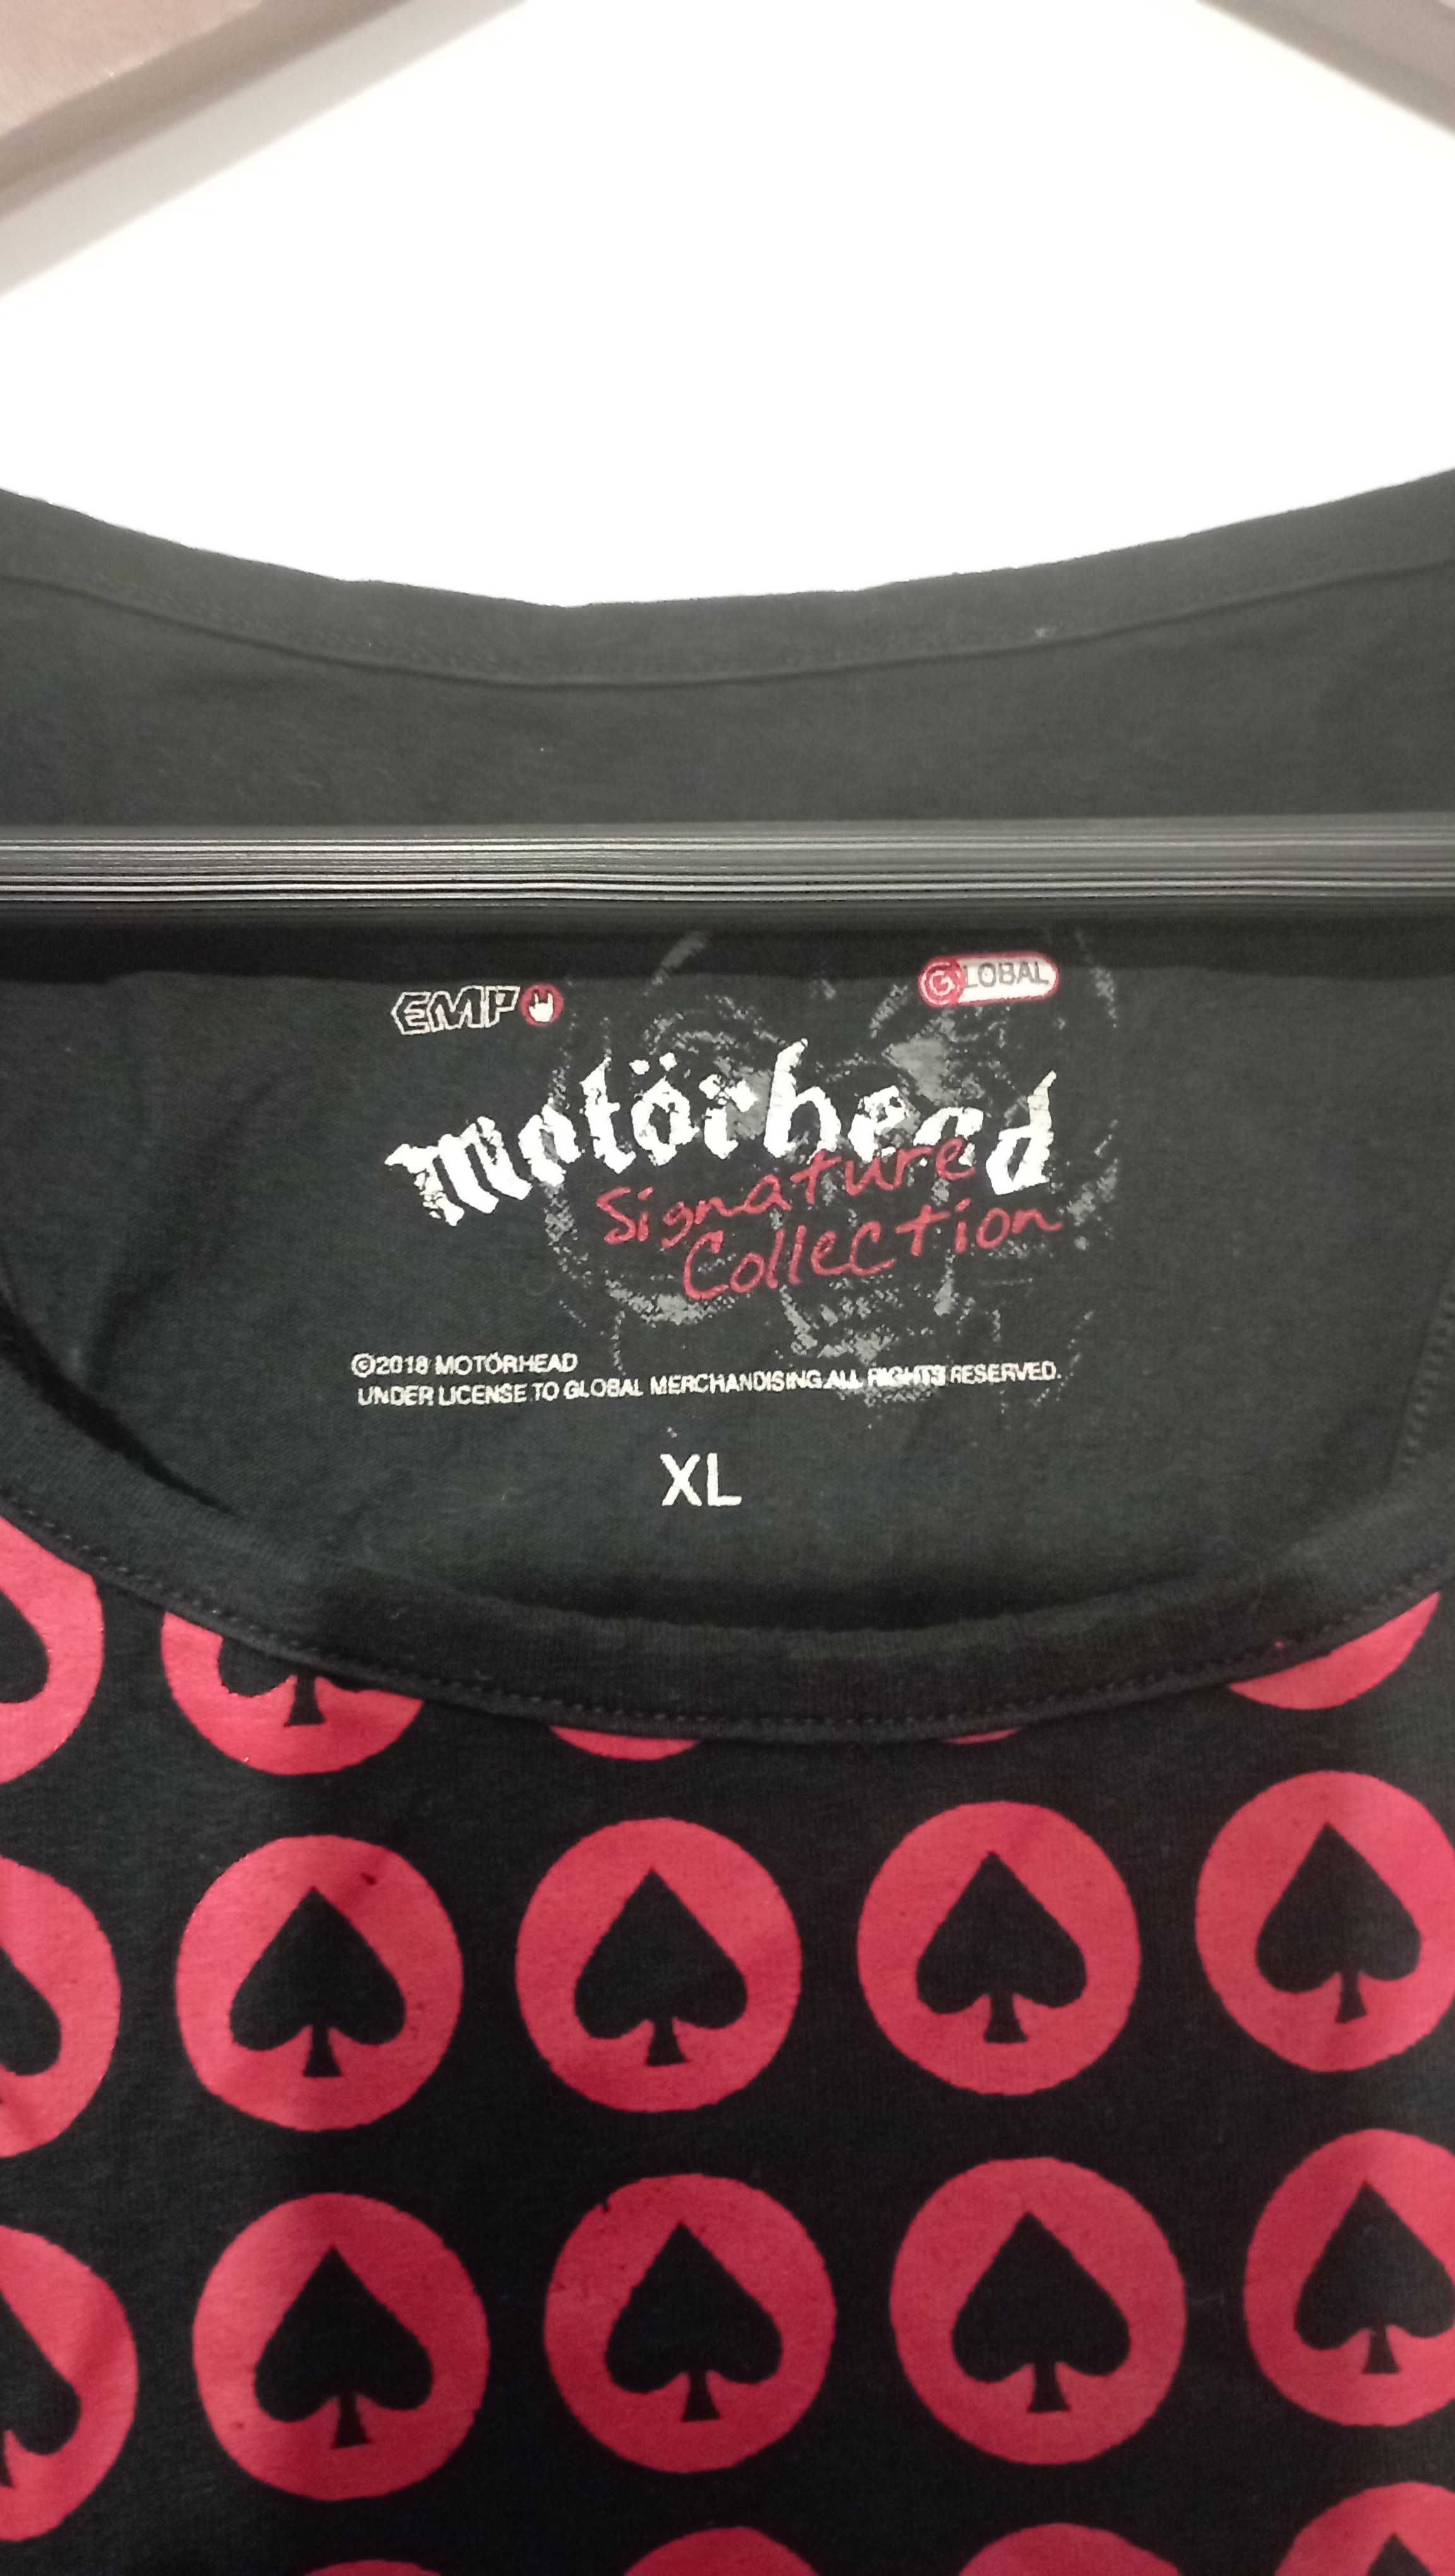 EMP
GLOBAL
Motörhead
Signature
Collection
©2018 MOTÖRHEAD
UNDER LICENSE TO GLOBAL MERCHANDISING ALL RIGHTS RESERVED.
XL